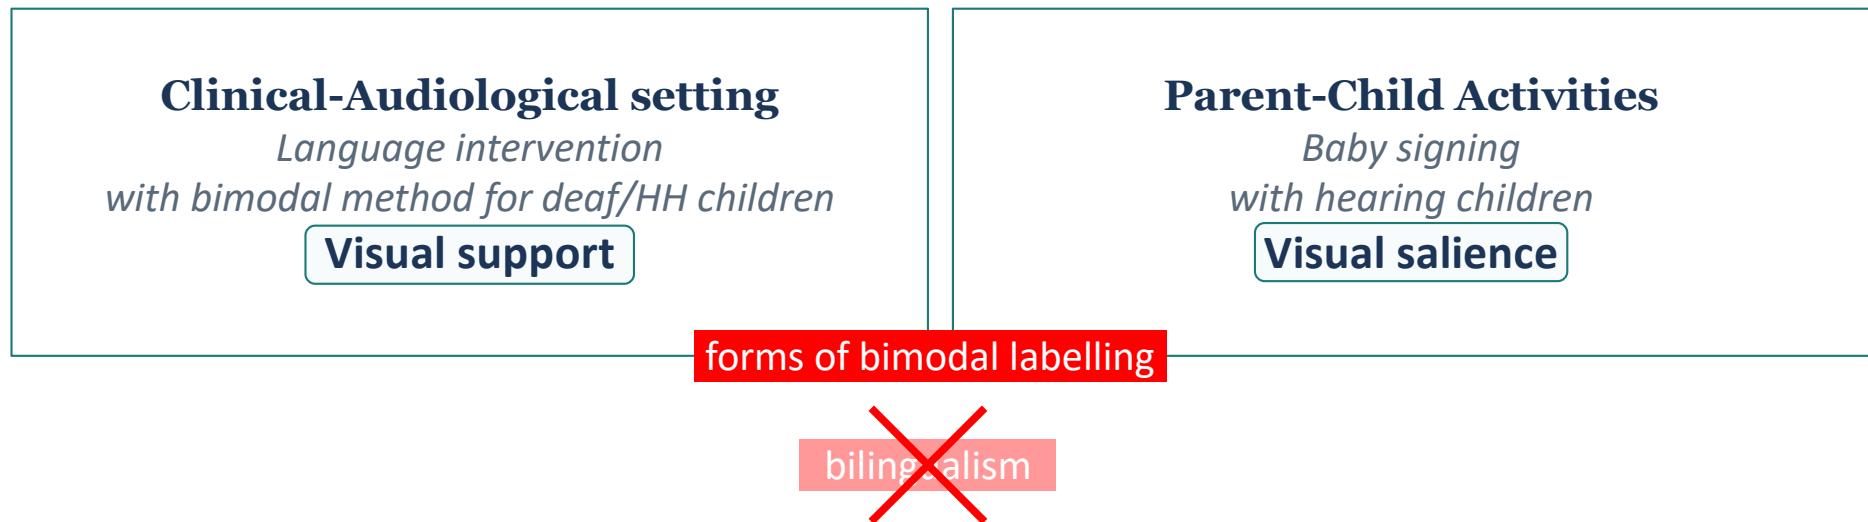 Clinical-Audiological setting
Language intervention
with bimodal method for deaf/HH children
Visual support
Parent-Child Activities
Baby signing
with hearing children
Visual salience
forms of bimodal labelling
bilingualism